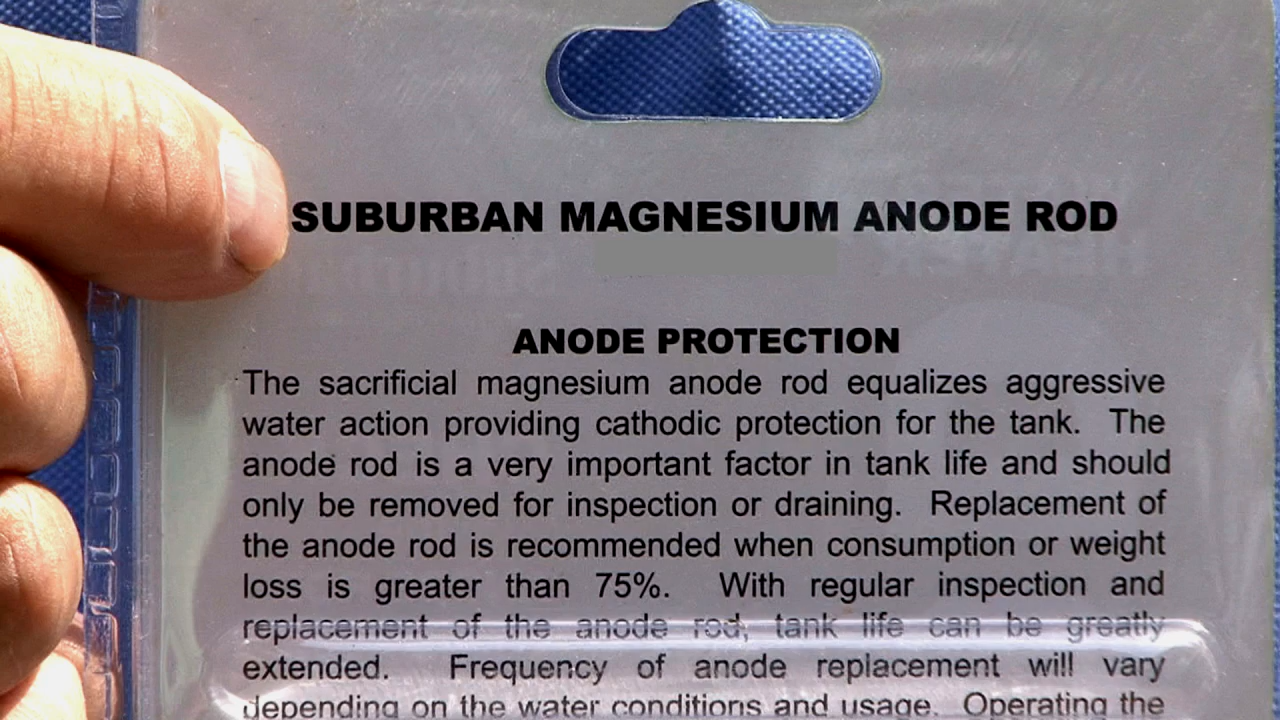 SUBURBAN MAGNESIUM ANODE ROD
ANODE PROTECTION
The sacrificial magnesium anode rod equalizes aggressive
water action providing cathodic protection for the tank. The
anode rod is a very important factor in tank life and should
only be removed for inspection or draining. Replacement of
the anode rod is recommended when consumption or weight
loss is greater than 75%. With regular inspection and
replacement of the anode rod, tank life can be greatly
extended. Frequency of anode replacement will vary
depending on the water conditions and usage. Operating the